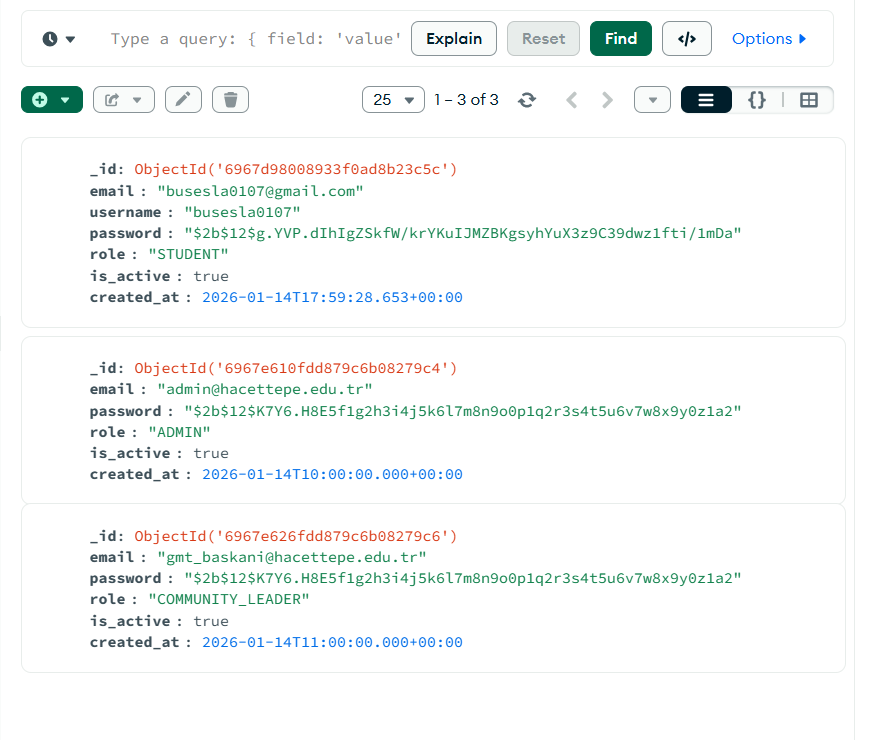 Type a query: { field: 'value'
Explain
Reset
Find
</>
Options
25
1 – 3 of 3
{}
_id: ObjectId('6967d98008933f0ad8b23c5c')
email : "busesla0107@gmail.com"
username : "busesla0107"
password : "$2b$12$g.YVP.dIhIgZSkfW/krYKuIJMZBKgsyhYuX3z9C39dwz1fti/1mDa"
role : "STUDENT"
is_active : true
created_at : 2026-01-14T17:59:28.653+00:00
_id: ObjectId('6967e610fdd879c6b08279c4')
email : "admin@hacettepe.edu.tr"
password : "$2b$12$K7Y6.H8E5f1g2h3i4j5k6l7m8n9o0p1q2r3s4t5u6v7w8x9y0z1a2"
role : "ADMIN"
is_active : true
created_at : 2026-01-14T10:00:00.000+00:00
_id: ObjectId('6967e626fdd879c6b08279c6')
email : "gmt_baskani@hacettepe.edu.tr"
password : "$2b$12$K7Y6.H8E5f1g2h3i4j5k6l7m8n9o0p1q2r3s4t5u6v7w8x9y0z1a2"
role : "COMMUNITY_LEADER"
is_active : true
created_at : 2026-01-14T11:00:00.000+00:00